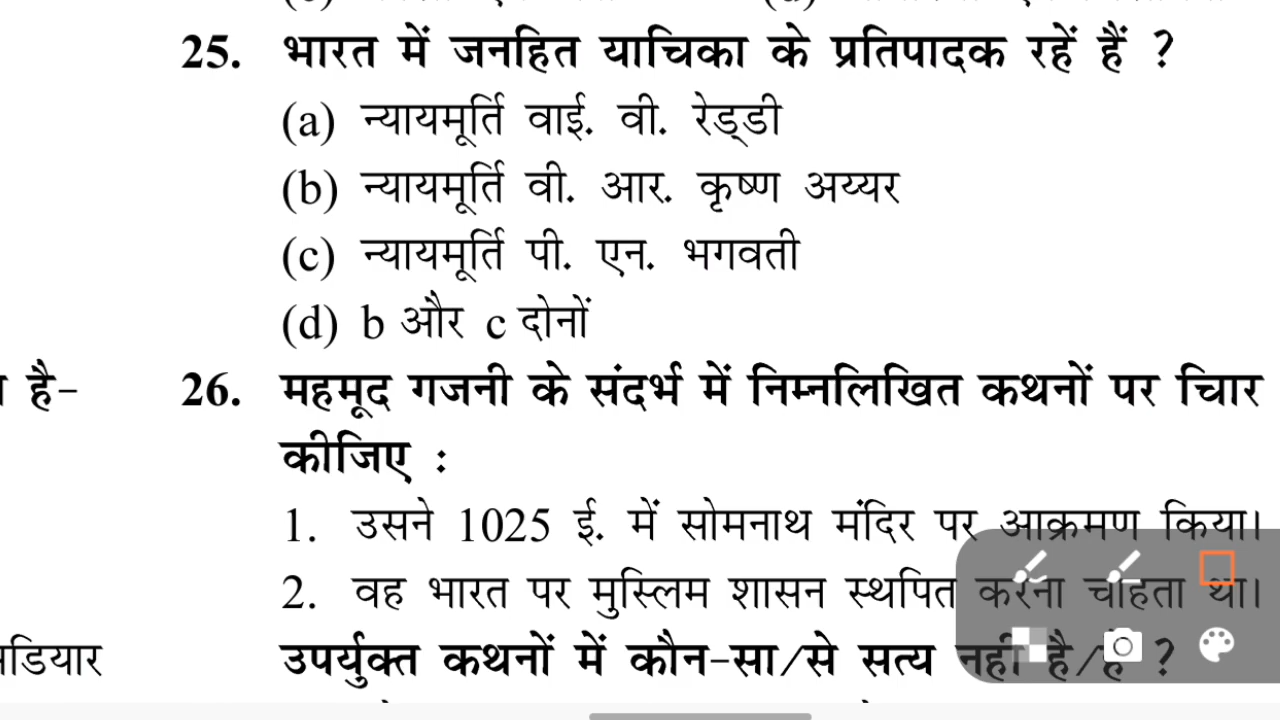 25. भारत में जनहित याचिका के प्रतिपादक रहें हैं ?
(a) न्यायमूर्ति वाई. वी. रेड्डी
(b) न्यायमूर्ति वी. आर. कृष्ण अय्यर
(c) न्यायमूर्ति पी. एन. भगवती
(d) b और c दोनों
है-
26. महमूद गजनी के संदर्भ में निम्नलिखित कथनों पर चिार
कीजिए :
1. उसने 1025 ई. में सोमनाथ मंदिर पर आक्रमण किया।
2. वह भारत पर मुस्लिम शासन स्थपित करना चाहता था।
डियार
उपर्युक्त कथनों में कौन-सा/से सत्य नहीं है/हैं ?